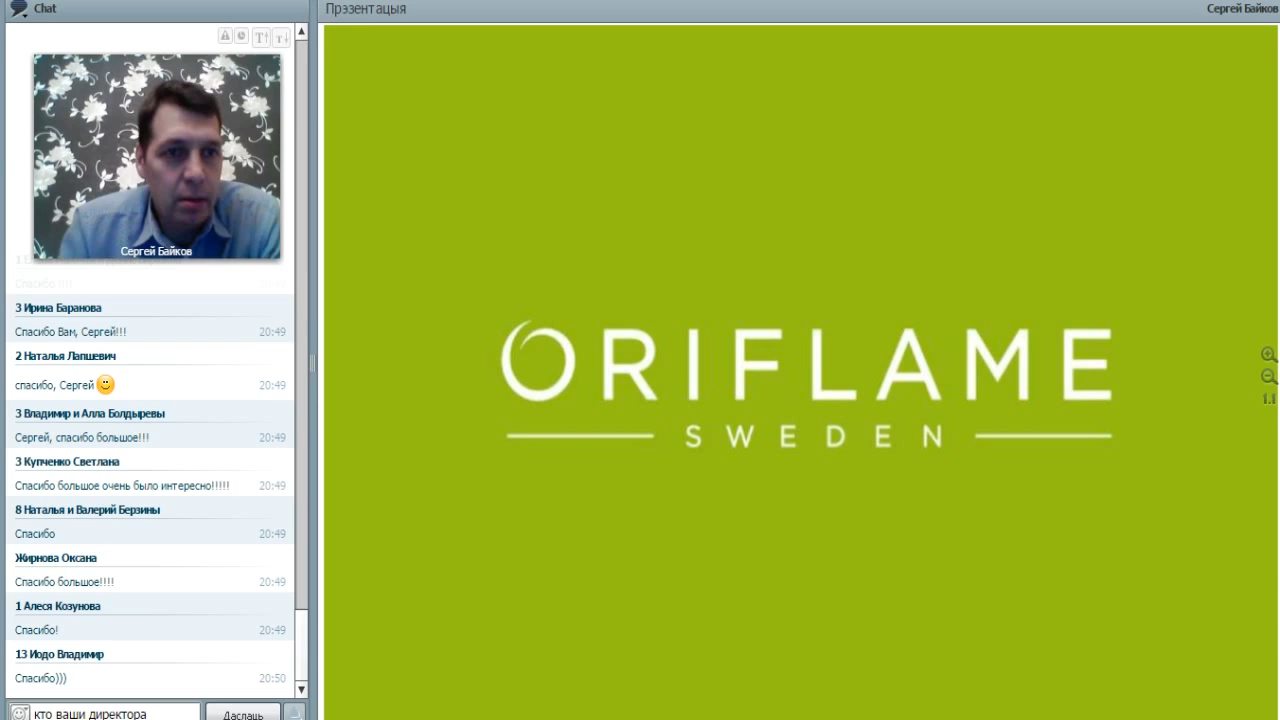 Chat
Прэзентацыя
Сергей Байков
Сергей Байков
Спасибо !!!!
3 Ирина Баранова
Спасибо Вам, Сергей!!!
20:49
2 Наталья Лапшевич
спасибо, Сергей
20:49
3 Владимир и Алла Болдыревы
Сергей, спасибо большое!!!
20:49
3 Купченко Светлана
Спасибо большое очень было интересно!!!!!
20:49
8 Наталья и Валерий Берзины
Спасибо
20:49
Жирнова Оксана
Спасибо большое!!!!
20:49
1 Алеся Козунова
Спасибо!
20:49
13 Иодо Владимир
Спасибо)))
20:50
кто ваши директора
Даслаць
ORIFLAME
SWEDEN
1.1